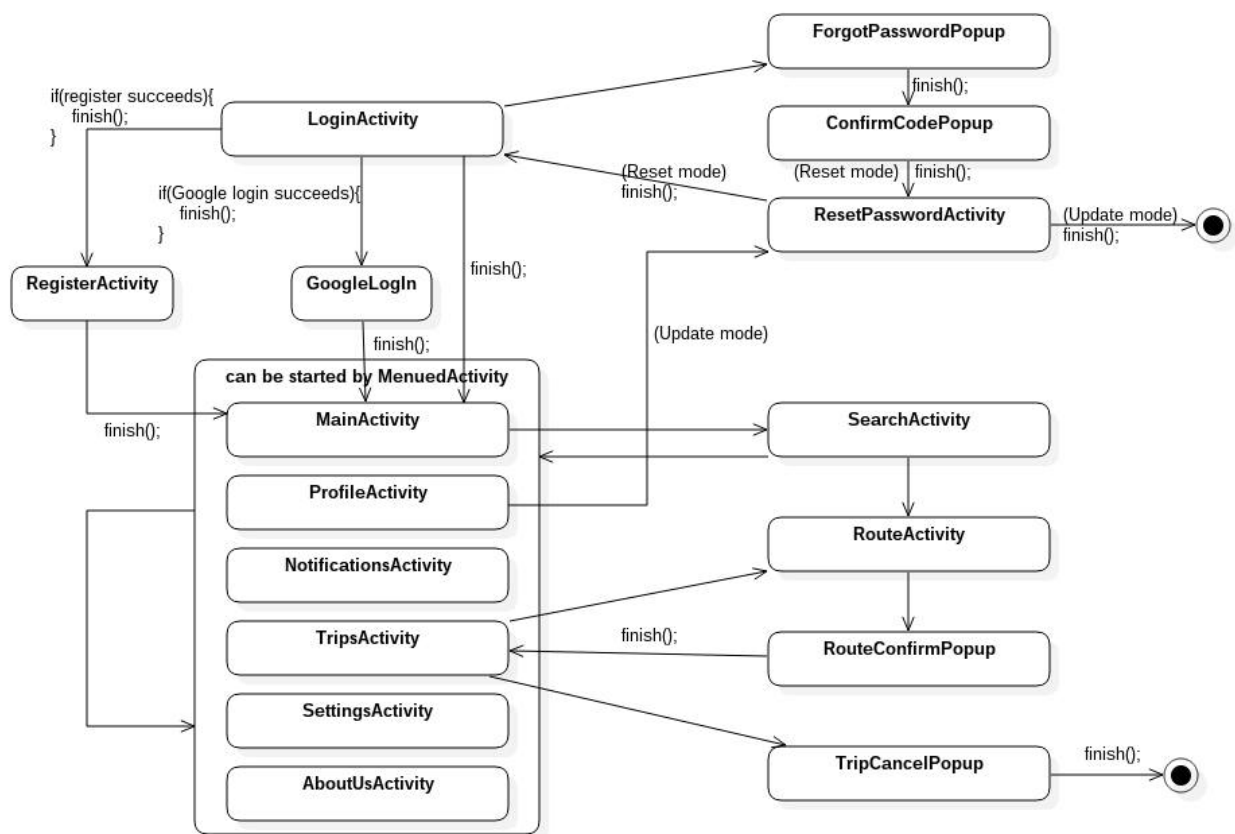 ForgotPasswordPopup
finish();
if(register succeeds){
finish();
}
LoginActivity
ConfirmCodePopup
(Reset mode)
finish();
(Reset mode)
finish();
if(Google login succeeds){
finish();
}
ResetPasswordActivity
(Update mode)
finish();
RegisterActivity
GoogleLogIn
finish();
(Update mode)
finish();
can be started by MenuedActivity
MainActivity
finish();
SearchActivity
ProfileActivity
RouteActivity
NotificationsActivity
TripsActivity
finish();
RouteConfirmPopup
SettingsActivity
TripCancelPopup
finish();
AboutUsActivity